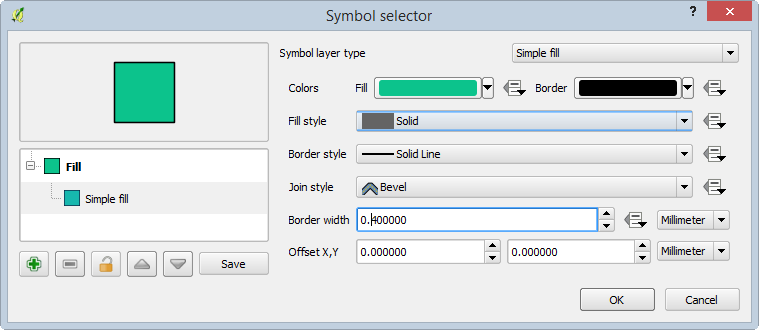 Symbol selector
?
Symbol layer type Simple fill
Colors Fill Border
Fill style Solid
Border style Solid Line
Fill
Join style Bevel
Simple fill
Border width 0.400000 Millimeter
Offset X,Y 0.000000 0.000000 Millimeter
Save
OK Cancel